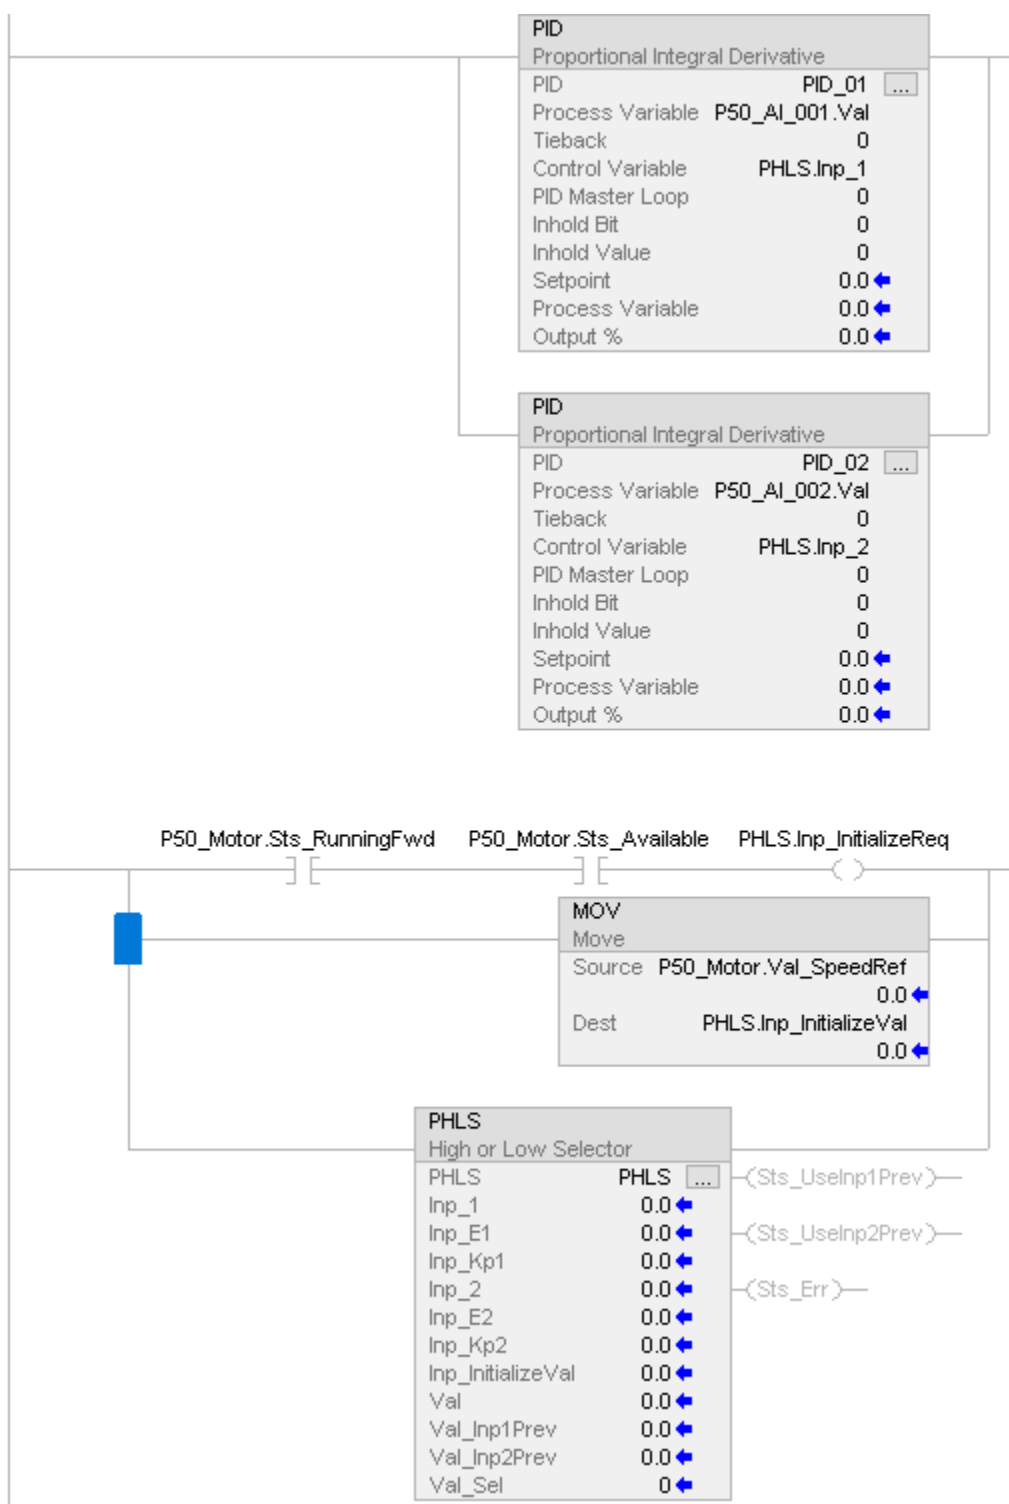 PID
Proportional Integral Derivative
PID PID_01 ...
Process Variable P50_AI_001.Val
Tieback 0
Control Variable PHLS.Inp_1
PID Master Loop 0
Inhold Bit 0
Inhold Value 0
Setpoint 0.0
Process Variable 0.0
Output % 0.0
PID
Proportional Integral Derivative
PID PID_02 ...
Process Variable P50_AI_002.Val
Tieback 0
Control Variable PHLS.Inp_2
PID Master Loop 0
Inhold Bit 0
Inhold Value 0
Setpoint 0.0
Process Variable 0.0
Output % 0.0
P50_Motor.Sts_RunningFwd P50_Motor.Sts_Available PHLS.Inp_InitializeReq
MOV
Move
Source P50_Motor.Val_SpeedRef
0.0
Dest PHLS.Inp_InitializeVal
0.0
PHLS
High or Low Selector
PHLS PHLS ... (Sts_UseInp1Prev)
Inp_1 0.0
Inp_E1 0.0 (Sts_UseInp2Prev)
Inp_Kp1 0.0
Inp_2 0.0 (Sts_Err)
Inp_E2 0.0
Inp_Kp2 0.0
Inp_InitializeVal 0.0
Val 0.0
Val_Inp1Prev 0.0
Val_Inp2Prev 0.0
Val_Sel 0